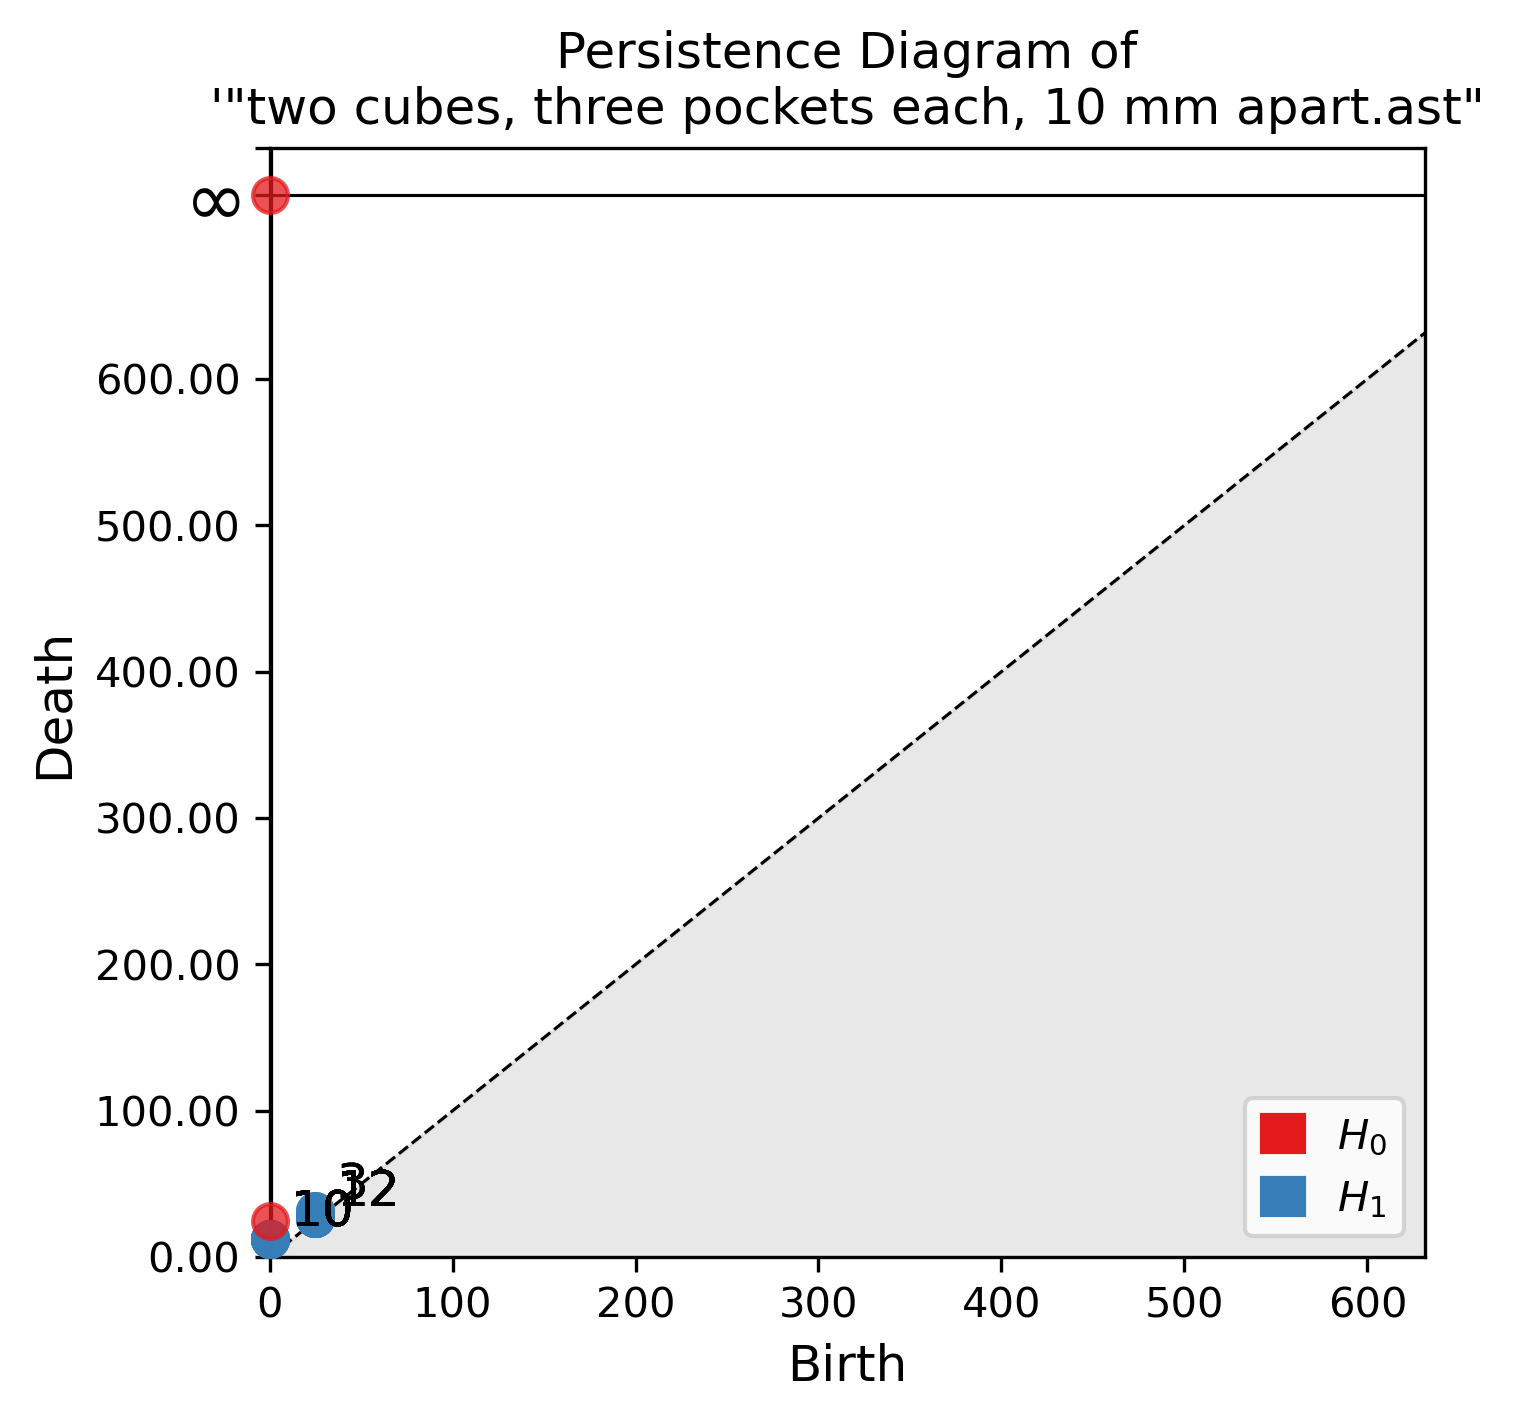 Persistence Diagram of
'"two cubes, three pockets each, 10 mm apart.ast"
∞
600.00
500.00
400.00
300.00
200.00
100.00
0.00
Death
10
3
12
0 100 200 300 400 500 600
Birth
H₀
H₁